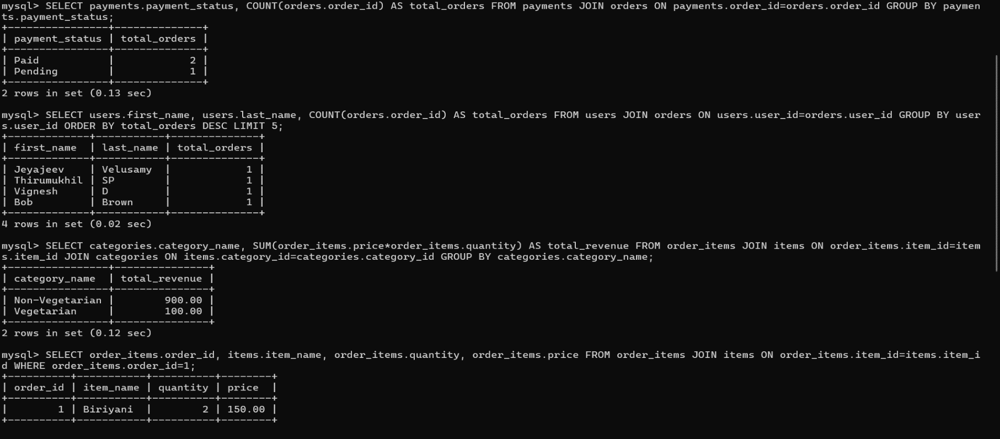 mysql> SELECT payments.payment_status, COUNT(orders.order_id) AS total_orders FROM payments JOIN orders ON payments.order_id=orders.order_id GROUP BY paymen
ts.payment_status;
+----------------+--------------+
| payment_status | total_orders |
+----------------+--------------+
| Paid           |            2 |
| Pending        |            1 |
+----------------+--------------+
2 rows in set (0.13 sec)

mysql> SELECT users.first_name, users.last_name, COUNT(orders.order_id) AS total_orders FROM users JOIN orders ON users.user_id=orders.user_id GROUP BY user
s.user_id ORDER BY total_orders DESC LIMIT 5;
+-------------+-----------+--------------+
| first_name  | last_name | total_orders |
+-------------+-----------+--------------+
| Jeyajeev    | Velusamy  |            1 |
| Thirumukhil | SP        |            1 |
| Vignesh     | D         |            1 |
| Bob         | Brown     |            1 |
+-------------+-----------+--------------+
4 rows in set (0.02 sec)

mysql> SELECT categories.category_name, SUM(order_items.price*order_items.quantity) AS total_revenue FROM order_items JOIN items ON order_items.item_id=item
s.item_id JOIN categories ON items.category_id=categories.category_id GROUP BY categories.category_name;
+----------------+---------------+
| category_name  | total_revenue |
+----------------+---------------+
| Non-Vegetarian |        900.00 |
| Vegetarian     |        100.00 |
+----------------+---------------+
2 rows in set (0.12 sec)

mysql> SELECT order_items.order_id, items.item_name, order_items.quantity, order_items.price FROM order_items JOIN items ON order_items.item_id=items.item_i
d WHERE order_items.order_id=1;
+----------+-----------+----------+--------+
| order_id | item_name | quantity | price  |
+----------+-----------+----------+--------+
|        1 | Biriyani  |        2 | 150.00 |
+----------+-----------+----------+--------+